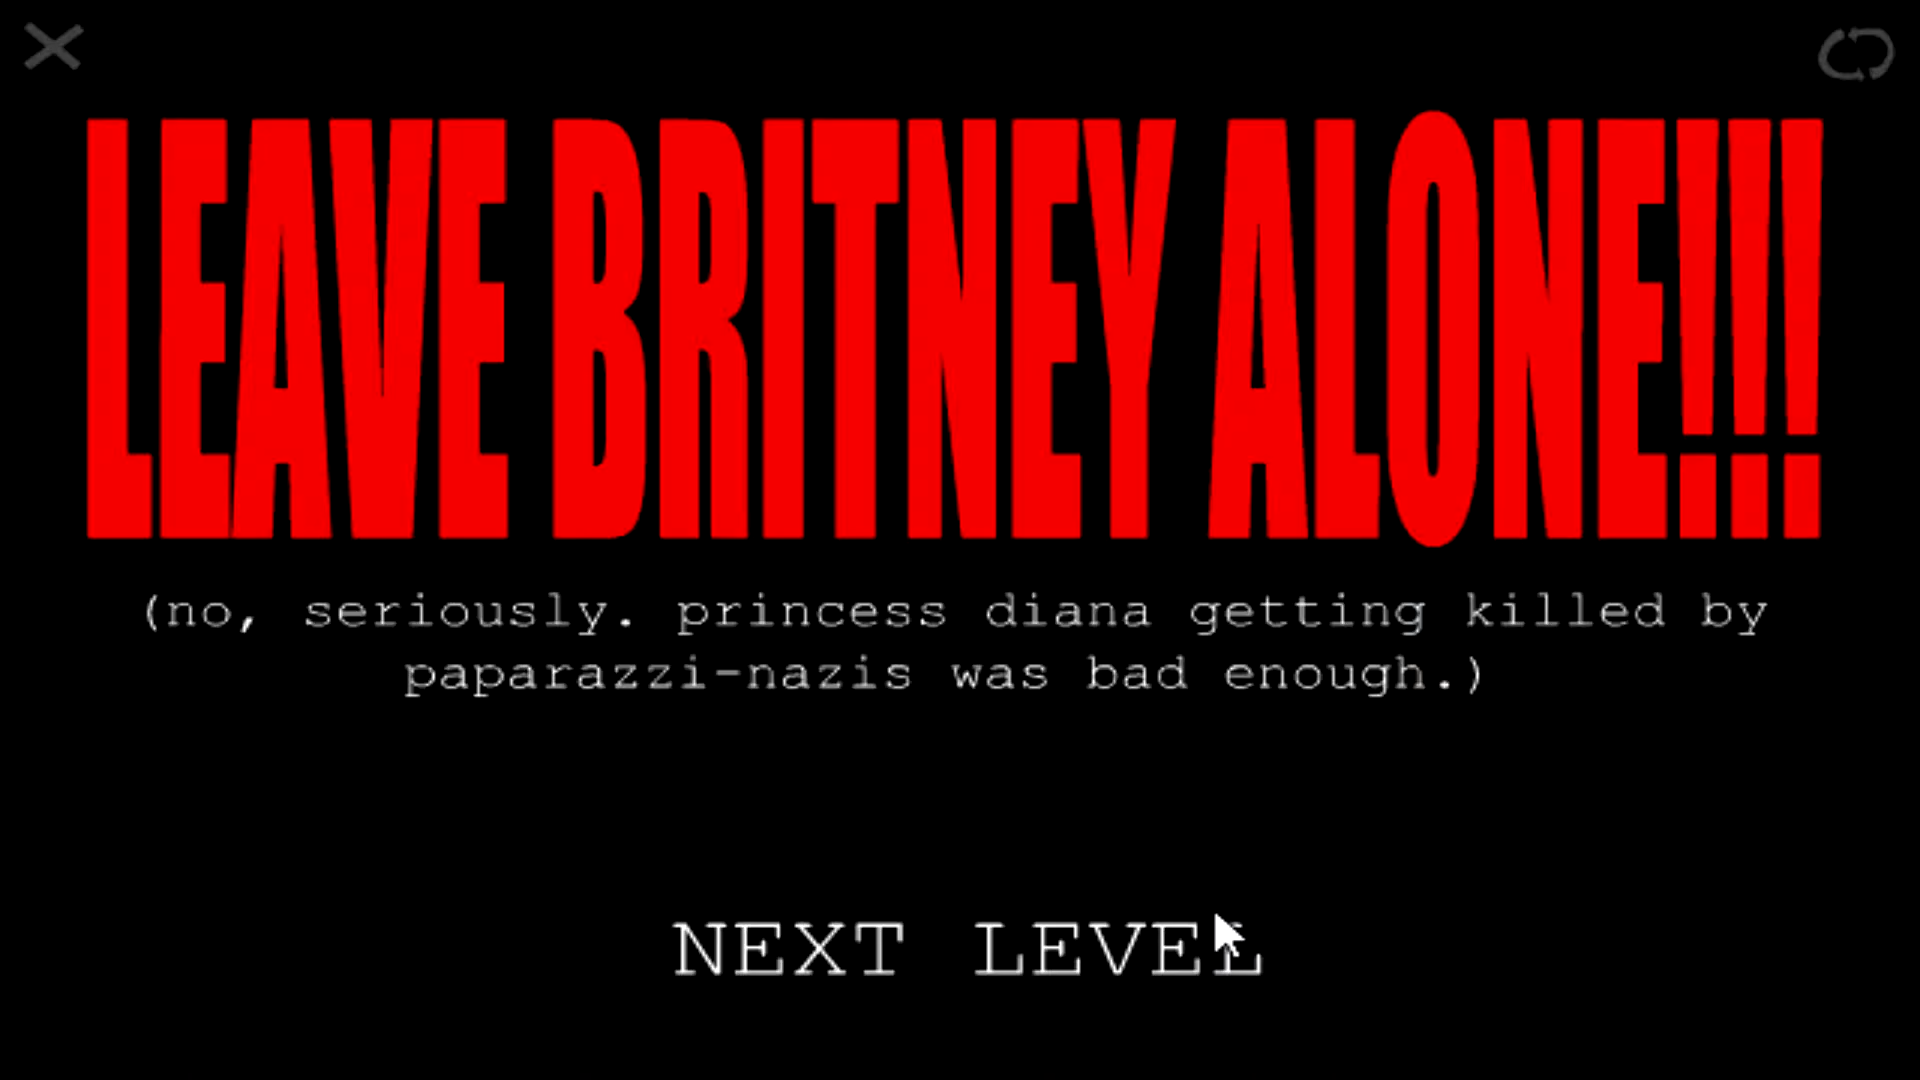 LEAVE BRITNEY ALONE!!!
(no, seriously. princess diana getting killed by
paparazzi-nazis was bad enough.)
NEXT LEVEL